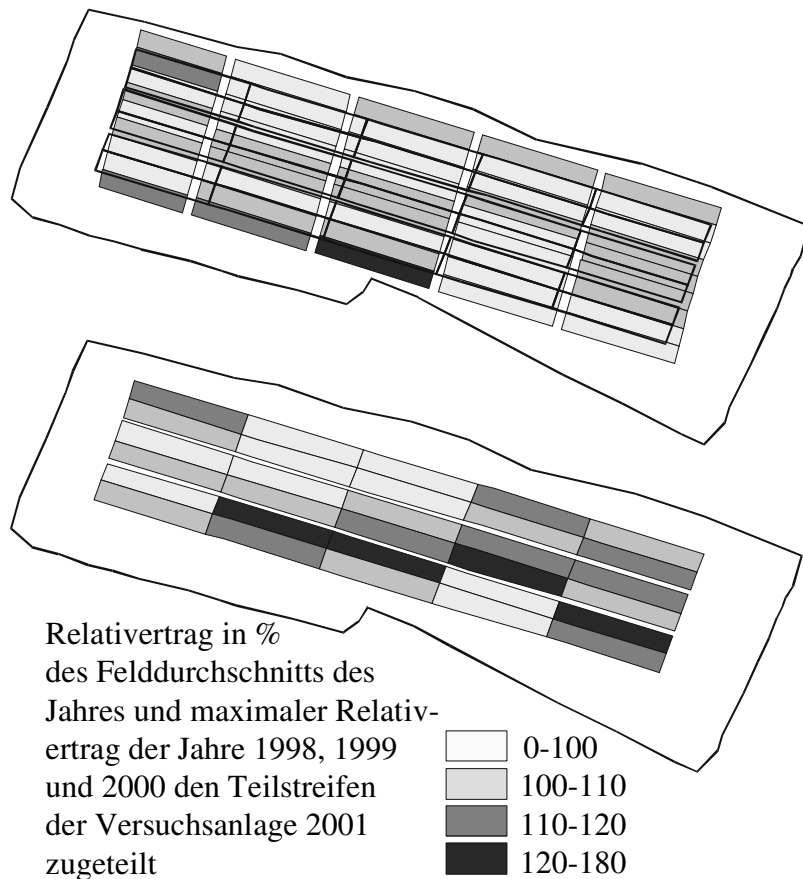 Relativertrag in %
des Felddurchschnitts des
Jahres und maximaler Relativ-
ertrag der Jahre 1998, 1999
und 2000 den Teilstreifen
der Versuchsanlage 2001
zugeteilt
0-100
100-110
110-120
120-180